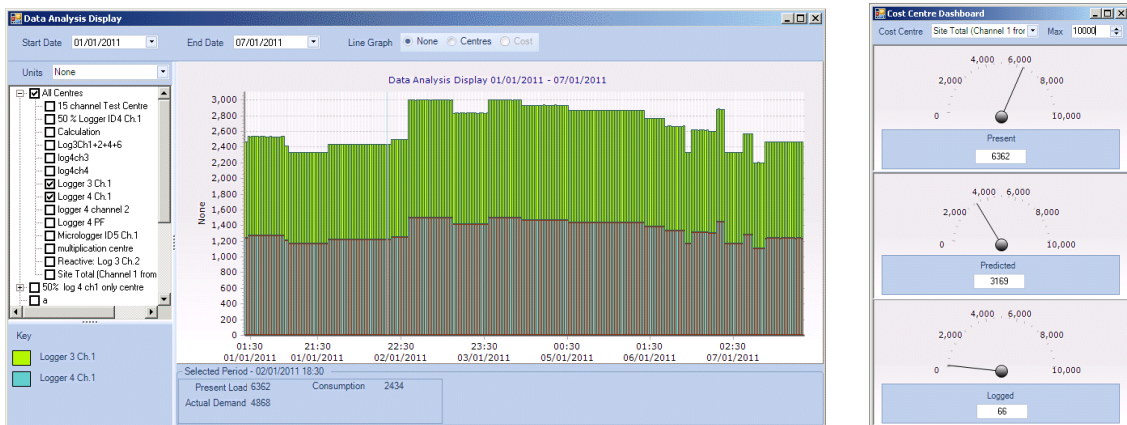 Data Analysis Display
Start Date 01/01/2011 End Date 07/01/2011 Line Graph None Centres Cost
Units None
All Centres
15 channel Test Centre
50 % Logger ID4 Ch.1
Calculation
Log3Ch1+2+4+6
log4ch3
log4ch4
Logger 3 Ch.1
Logger 4 Ch.1
logger 4 channel 2
Logger 4 PF
Micrologger ID5 Ch.1
multiplication centre
Reactive: Log 3 Ch.2
Site Total (Channel 1 from
50% log 4 ch1 only centre
a
Key
Logger 3 Ch.1
Logger 4 Ch.1
Data Analysis Display 01/01/2011 - 07/01/2011
None
3,000
2,800
2,600
2,400
2,200
2,000
1,800
1,600
1,400
1,200
1,000
800
600
400
200
0
01:30 21:30 22:30 23:30 00:30 01:30 02:30
01/01/2011 01/01/2011 02/01/2011 03/01/2011 05/01/2011 06/01/2011 07/01/2011
Selected Period - 02/01/2011 18:30
Present Load 6362 Consumption 2434
Actual Demand 4868
Cost Centre Dashboard
Cost Centre Site Total (Channel 1 fror Max 10000
4,000 6,000
2,000 8,000
0 10,000
Present
6362
4,000 6,000
2,000 8,000
0 10,000
Predicted
3169
4,000 6,000
2,000 8,000
0 10,000
Logged
66